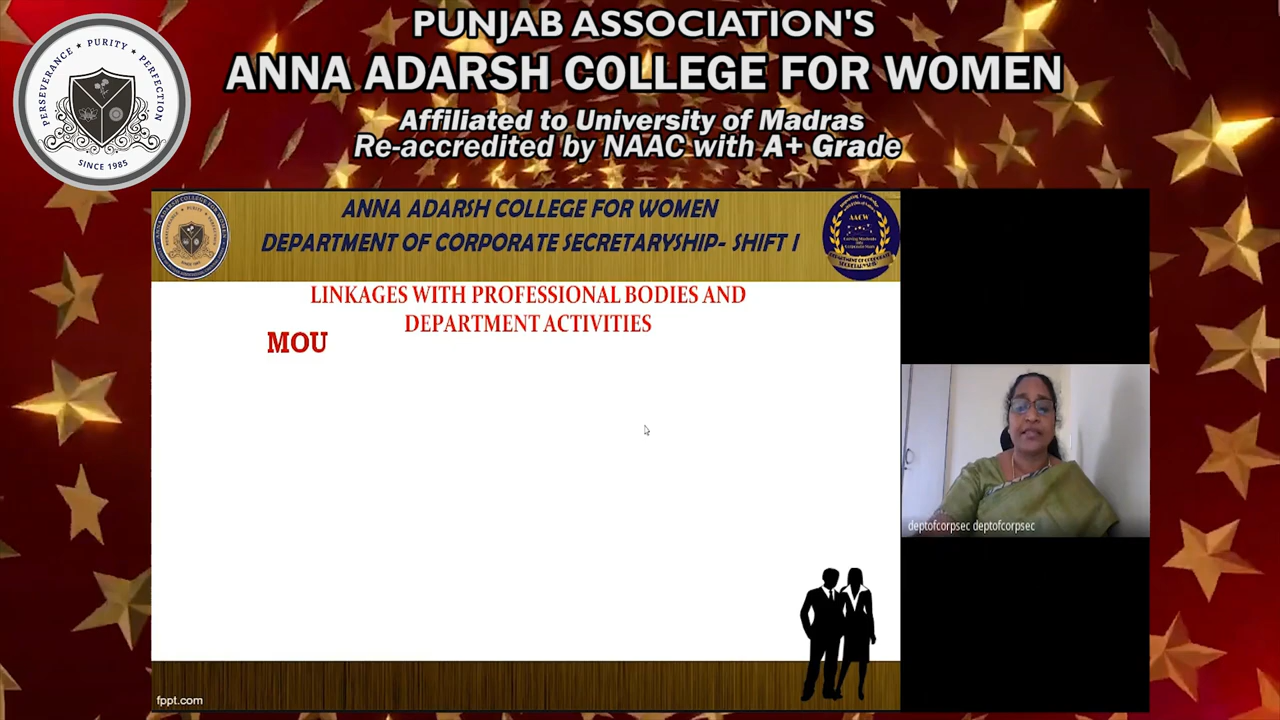 PUNJAB ASSOCIATION'S
ANNA ADARSH COLLEGE FOR WOMEN
Affiliated to University of Madras
Re-accredited by NAAC with A+ Grade
PERSEVERANCE ★ PURITY ★ PERFECTION
SINCE 1985
ANNA ADARSH COLLEGE FOR WOMEN
DEPARTMENT OF CORPORATE SECRETARYSHIP- SHIFT I
AACW
LINKAGES WITH PROFESSIONAL BODIES AND
DEPARTMENT ACTIVITIES
MOU
deptofcorpsec deptofcorpsec
fppt.com